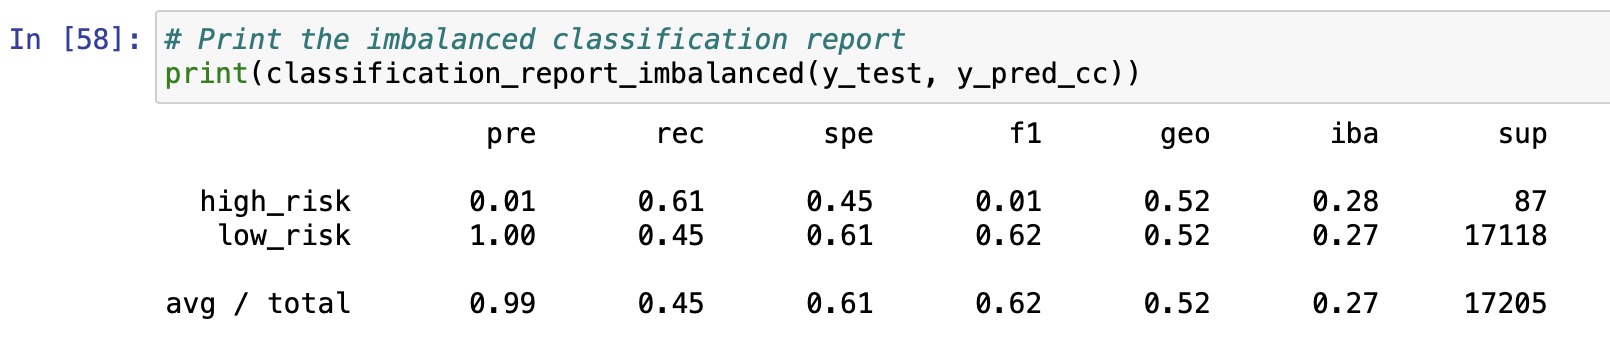 In [58]: # Print the imbalanced classification report
print(classification_report_imbalanced(y_test, y_pred_cc))
pre rec spe f1 geo iba sup
high_risk 0.01 0.61 0.45 0.01 0.52 0.28 87
low_risk 1.00 0.45 0.61 0.62 0.52 0.27 17118
avg / total 0.99 0.45 0.61 0.62 0.52 0.27 17205